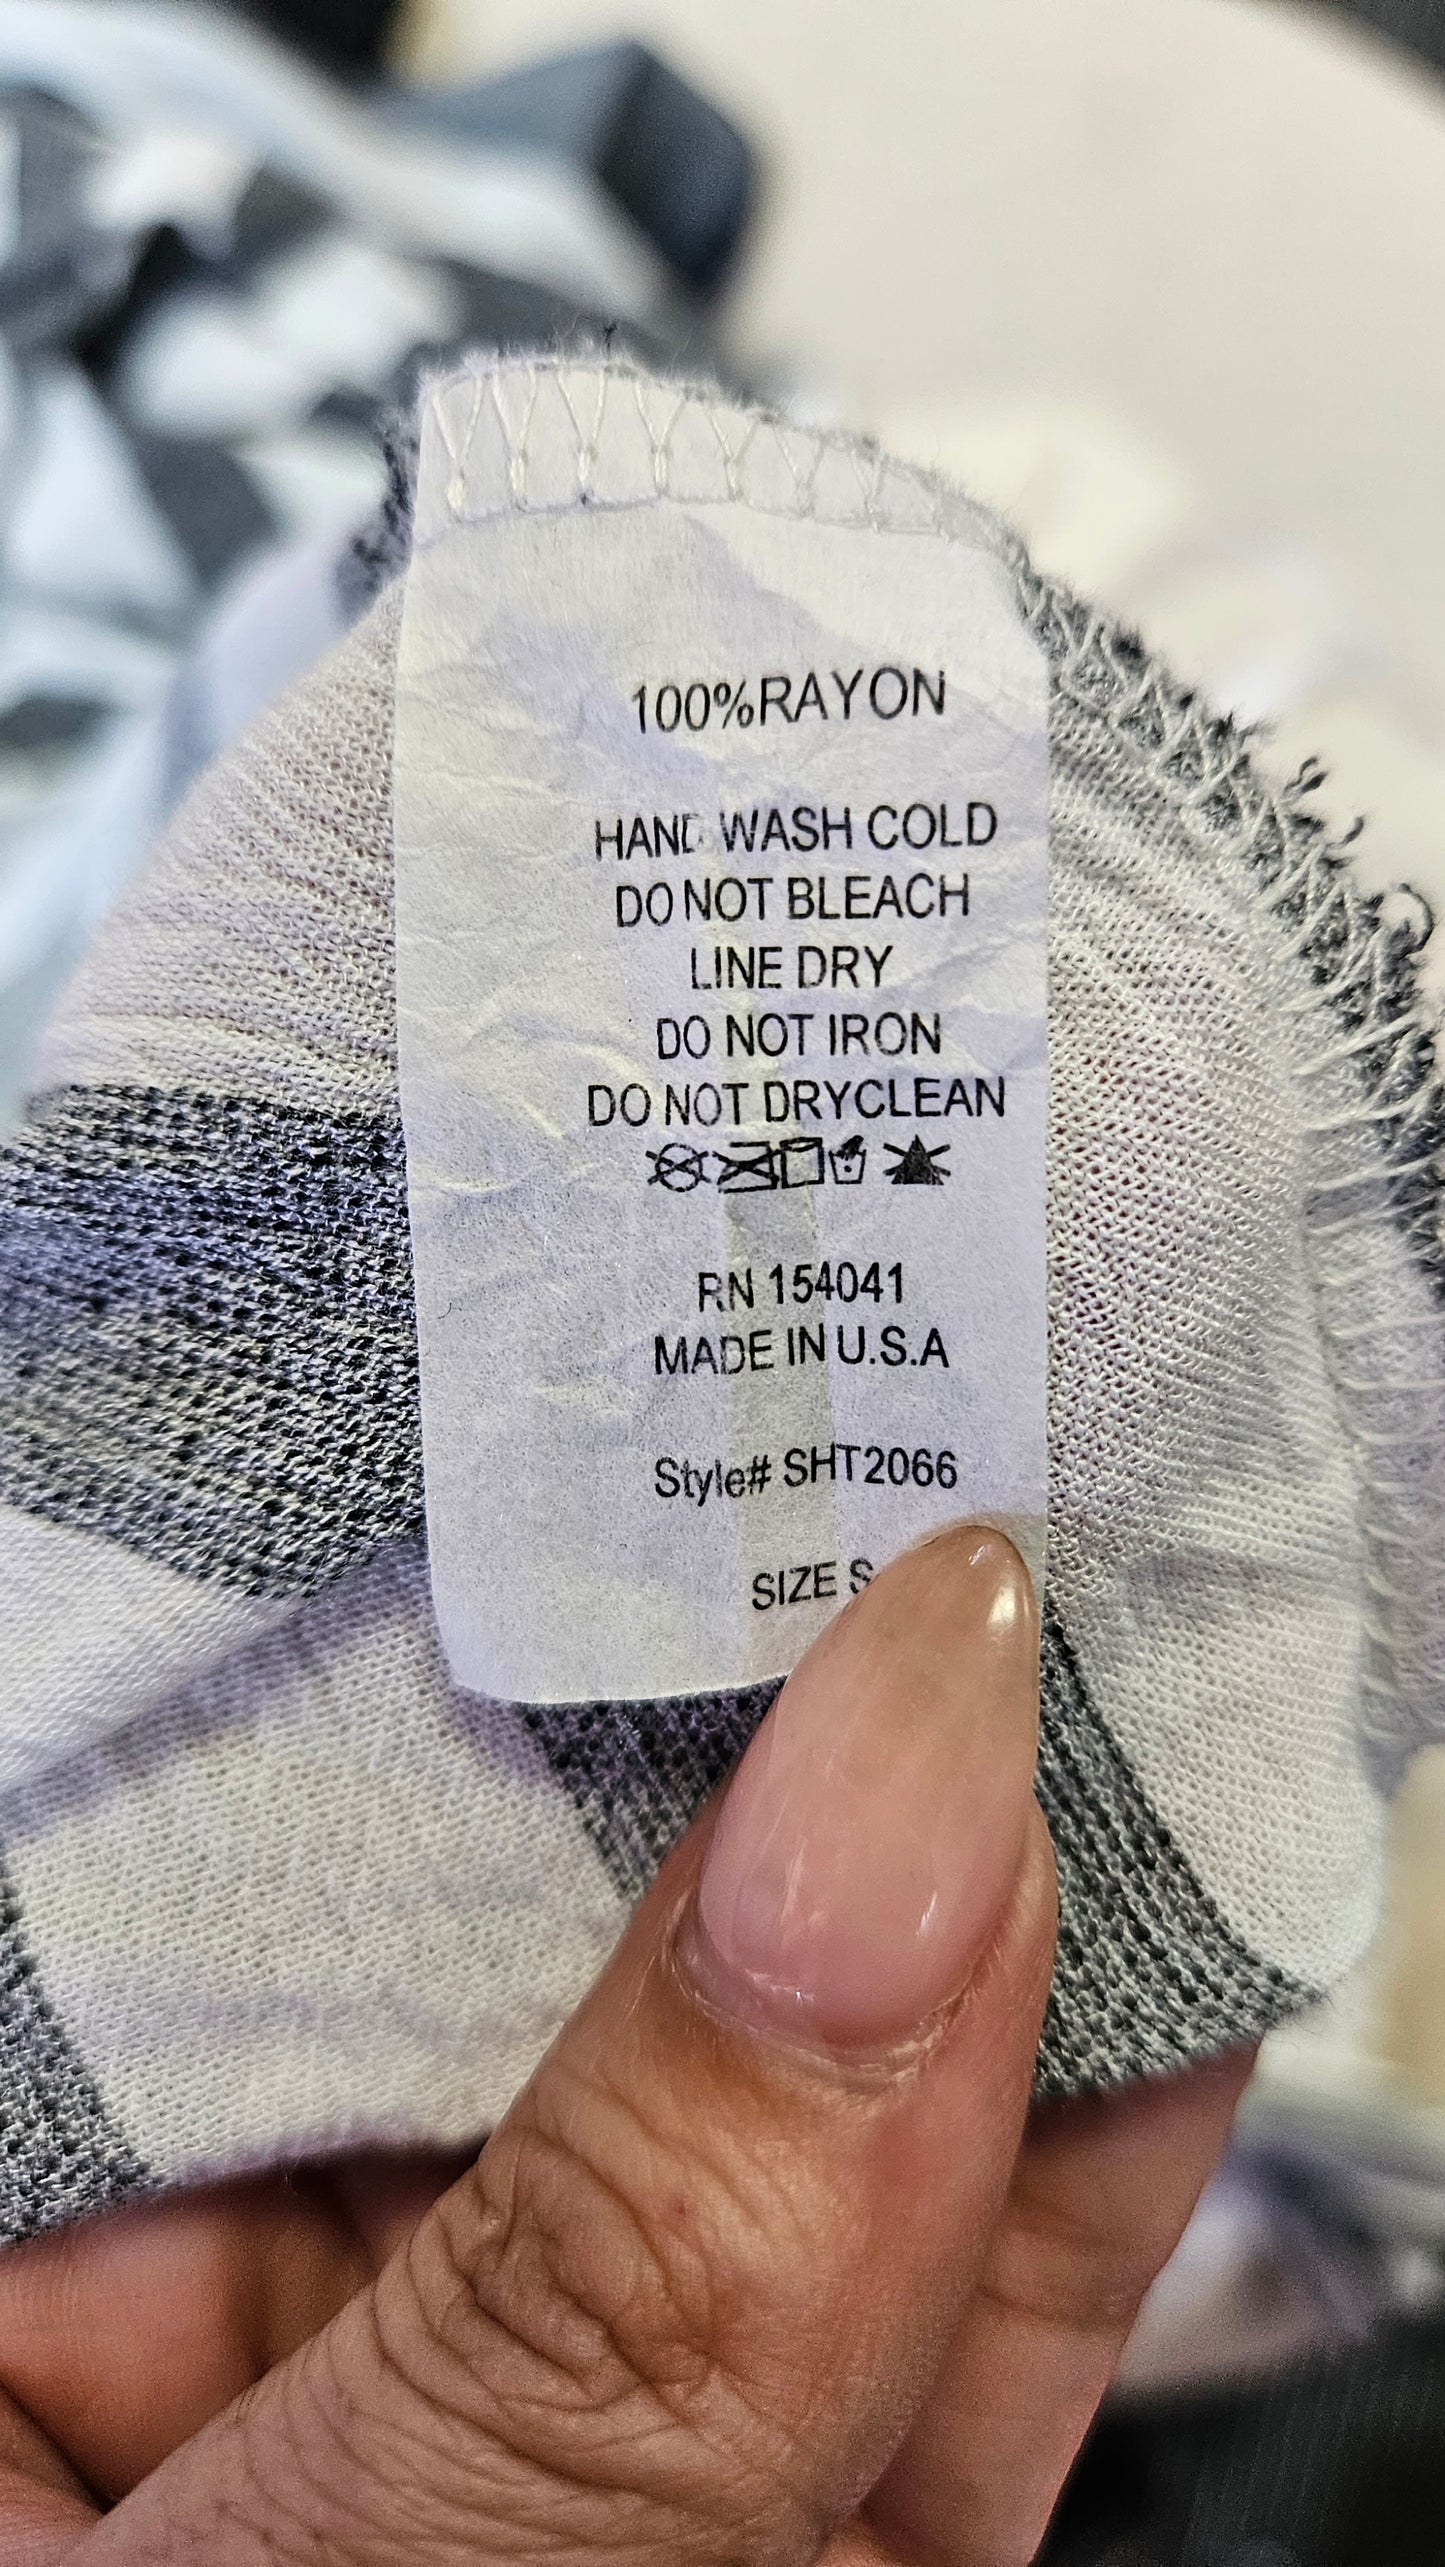 100%RAYON
HAND WASH COLD
DO NOT BLEACH
LINE DRY
DO NOT IRON
DO NOT DRYCLEAN
RN 154041
MADE IN U.S.A
Style# SHT2066
SIZE S